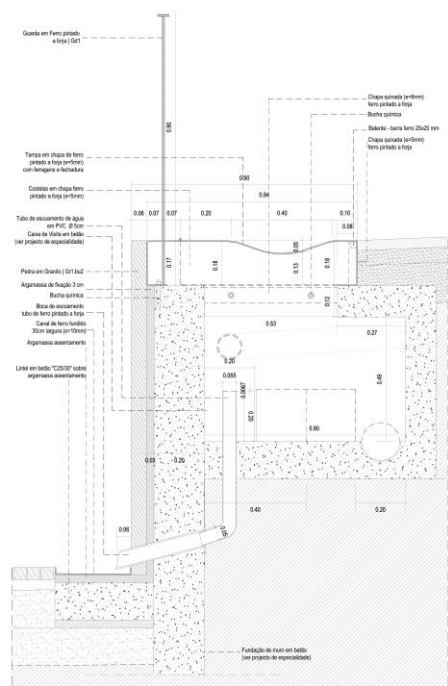 Guarda em Ferro pintado
a forja | Gd1
0.90
Chapa quinada (e=8mm)
ferro pintado a forja
Bucha química
Batente - barra ferro 25x25 mm
Chapa quinada (e=5mm)
ferro pintado a forja
Tampa em chapa de ferro
pintado a forja (e=5mm)
com ferragens e fechadura
Costelas em chapa ferro
pintado a forja (e=5mm)
Tubo de escoamento de água
em PVC Ø 5cm
Caixa de Visita em betão
(ver projecto de especialidade)
Pedra em Granito | Gr1.bx2
Argamassa de fixação 3 cm
Bucha química
Boca de escoamento
tubo de ferro pintado a forja
Canal de ferro fundido
30cm largura (e=10mm)
Argamassa assentamento
Lintel em betão "C25/30" sobre
argamassa assentamento
0.90
0.84
0.06
0.07
0.07
0.20
0.40
0.10
0.06
0.17
0.18
0.05
0.13
0.18
0.12
0.53
0.27
0.20
0.055
0.0067
0.20
0.49
0.60
0.03
0.20
0.40
0.20
0.06
0.05
Fundação de muro em betão
(ver projecto de especialidade)